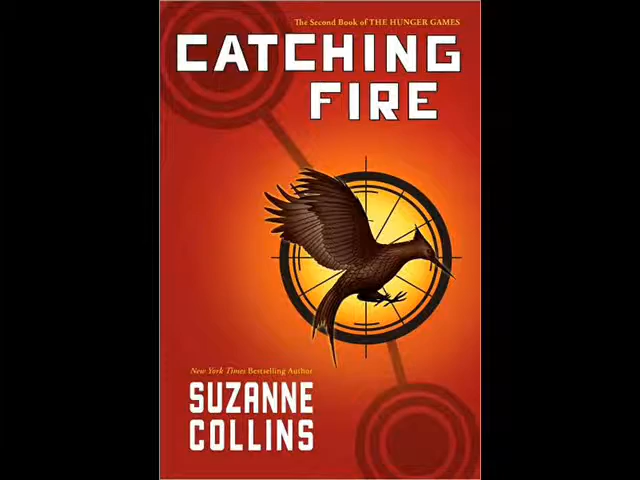 The Second Book of THE HUNGER GAMES
CATCHING
FIRE
New York Times Bestselling Author
SUZANNE
COLLINS